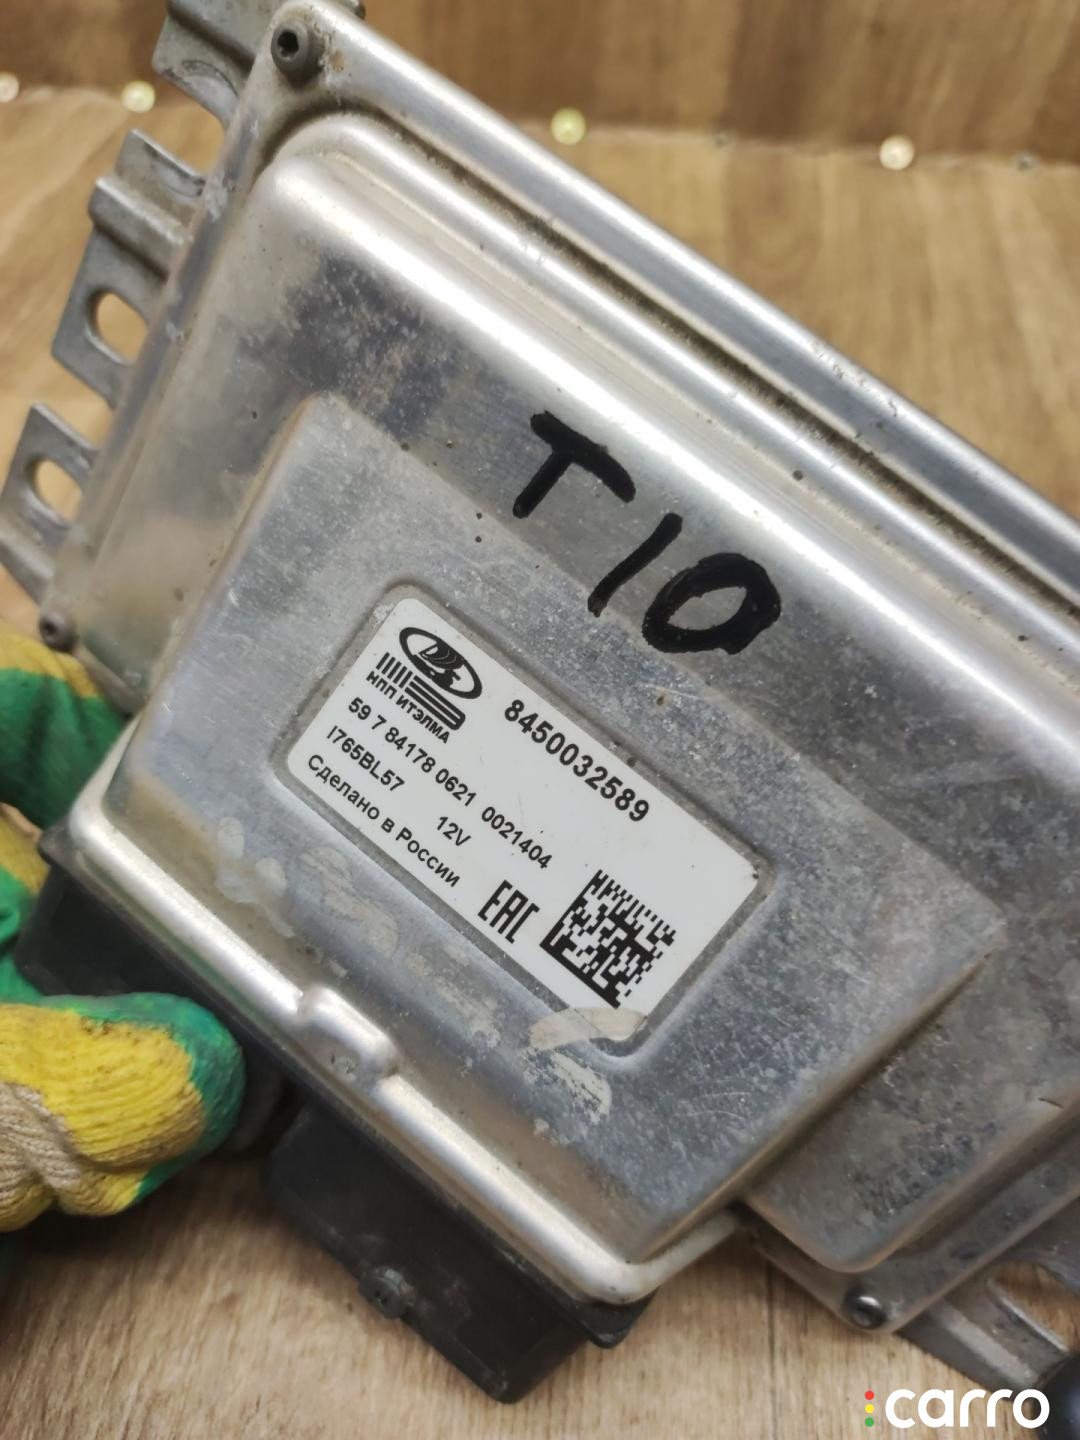 T10
НПП ИТЭЛМА
8450032589
59 7 84178 0621 0021404
I765BL57 12V
Сделано в России
EAC
carro